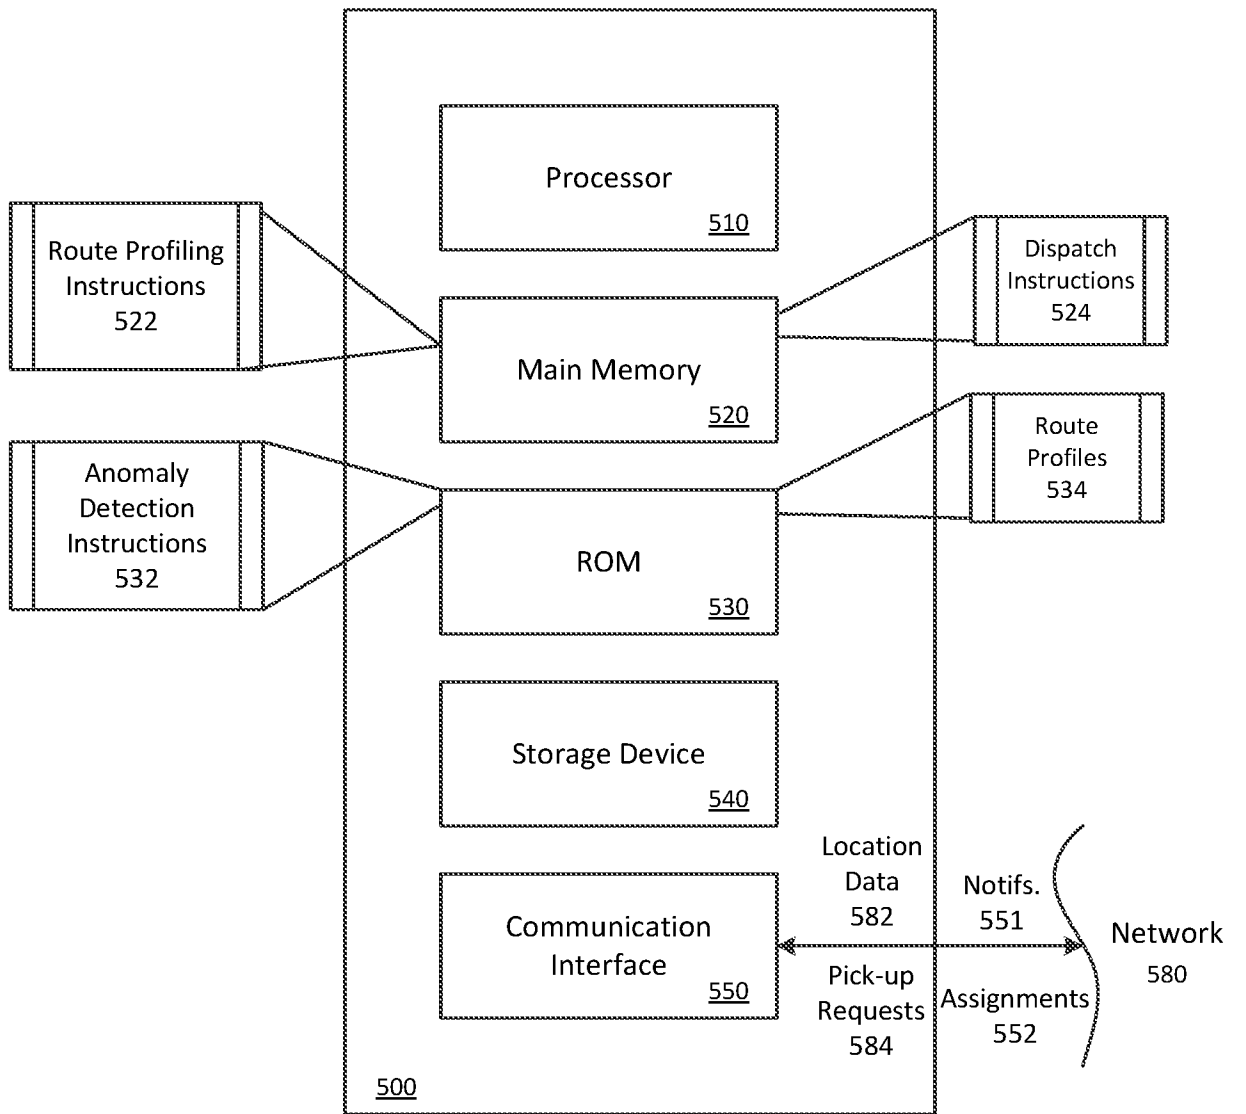 Processor
510
Route Profiling
Instructions
522
Dispatch
Instructions
524
Main Memory
520
Anomaly
Detection
Instructions
532
Route
Profiles
534
ROM
530
Storage Device
540
Communication
Interface
550
Location
Data
582
Notifs.
551
Pick-up
Requests
584
Assignments
552
Network
580
500